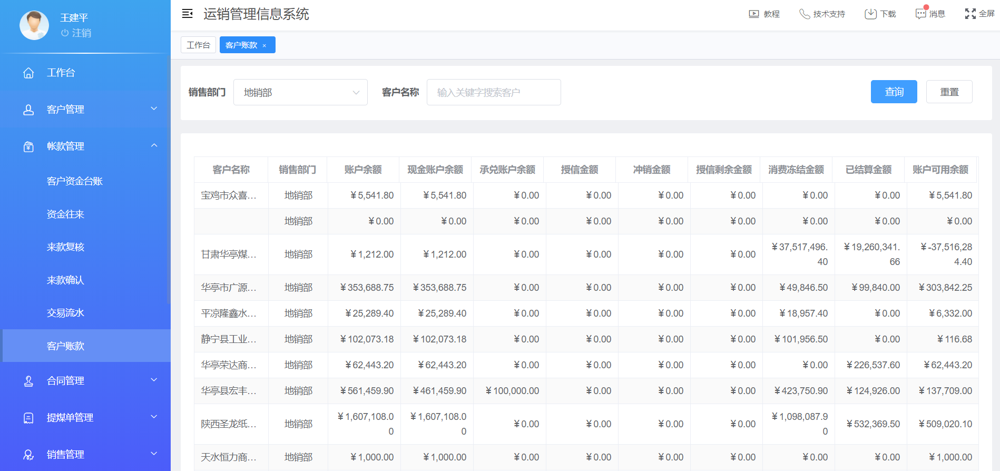 王建平
注销
运销管理信息系统
教程
技术支持
下载
消息
全屏
工作台
客户账款 ×
工作台
客户管理
帐款管理
客户资金台账
资金往来
来款复核
来款确认
交易流水
客户账款
合同管理
提煤单管理
销售管理
销售部门 地销部 客户名称 输入关键字搜索客户 查询 重置
客户名称 销售部门 账户余额 现金账户余额 承兑账户余额 授信金额 冲销金额 授信剩余金额 消费冻结金额 已结算金额 账户可用余额
宝鸡市众喜… 地销部 ¥5,541.80 ¥5,541.80 ¥0.00 ¥0.00 ¥0.00 ¥0.00 ¥0.00 ¥0.00 ¥5,541.80
地销部 ¥0.00 ¥0.00 ¥0.00 ¥0.00 ¥0.00 ¥0.00 ¥0.00 ¥0.00 ¥0.00
甘肃华亭煤… 地销部 ¥1,212.00 ¥1,212.00 ¥0.00 ¥0.00 ¥0.00 ¥0.00 ¥37,517,496.40 ¥19,260,341.66 ¥-37,516,284.40
华亭市广源… 地销部 ¥353,688.75 ¥353,688.75 ¥0.00 ¥0.00 ¥0.00 ¥0.00 ¥49,846.50 ¥99,840.00 ¥303,842.25
平凉隆鑫水… 地销部 ¥25,289.40 ¥25,289.40 ¥0.00 ¥0.00 ¥0.00 ¥0.00 ¥18,957.40 ¥0.00 ¥6,332.00
静宁县工业… 地销部 ¥102,073.18 ¥102,073.18 ¥0.00 ¥0.00 ¥0.00 ¥0.00 ¥101,956.50 ¥0.00 ¥116.68
华亭荣达商… 地销部 ¥62,443.20 ¥62,443.20 ¥0.00 ¥0.00 ¥0.00 ¥0.00 ¥0.00 ¥226,537.60 ¥62,443.20
华亭县宏丰… 地销部 ¥561,459.90 ¥461,459.90 ¥100,000.00 ¥0.00 ¥0.00 ¥0.00 ¥423,750.90 ¥124,926.00 ¥137,709.00
陕西圣龙纸… 地销部 ¥1,607,108.00 ¥1,607,108.00 ¥0.00 ¥0.00 ¥0.00 ¥0.00 ¥1,098,087.90 ¥532,369.50 ¥509,020.10
天水恒力商… 地销部 ¥1,000.00 ¥1,000.00 ¥0.00 ¥0.00 ¥0.00 ¥0.00 ¥0.00 ¥0.00 ¥1,000.00